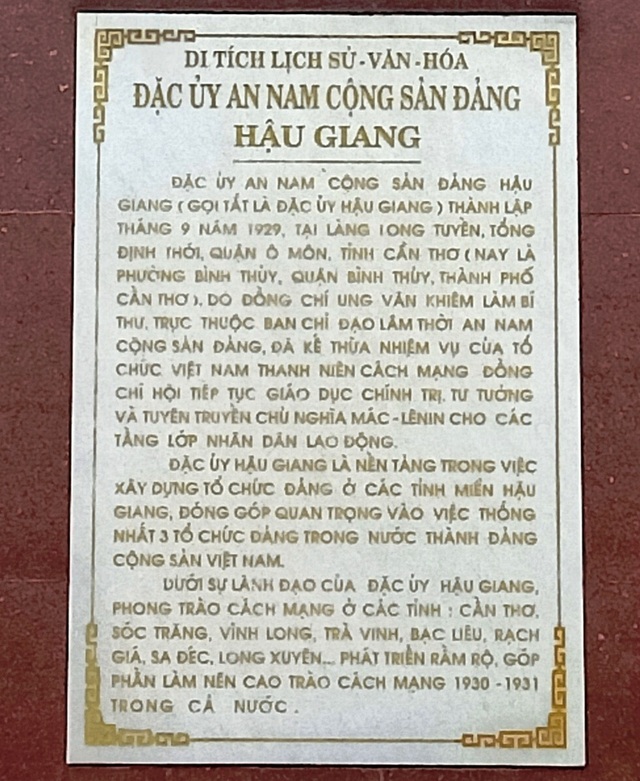 DI TÍCH LỊCH SỬ-VĂN-HÓA
ĐẶC ỦY AN NAM CỘNG SẢN ĐẢNG
HẬU GIANG
ĐẶC ỦY AN NAM CỘNG SẢN ĐẢNG HẬU
GIANG (GỌI TẮT LÀ ĐẶC ỦY HẬU GIANG) THÀNH LẬP
THÁNG 9 NĂM 1929, TẠI LÀNG LONG TUYỀN, TỔNG
ĐỊNH THỚI, QUẬN Ô MÔN, TỈNH CẦN THƠ (NAY LÀ
PHƯỜNG BÌNH THỦY, QUẬN BÌNH THỦY, THÀNH PHỐ
CẦN THƠ), DO ĐỒNG CHÍ UNG VĂN KHIÊM LÀM BÍ
THƯ, TRỰC THUỘC BAN CHỈ ĐẠO LÂM THỜI AN NAM
CỘNG SẢN ĐẢNG, ĐÃ KẾ THỪA NHIỆM VỤ CỦA TỔ
CHỨC VIỆT NAM THANH NIÊN CÁCH MẠNG ĐỒNG
CHÍ HỘI TIẾP TỤC GIÁO DỤC CHÍNH TRỊ, TƯ TƯỞNG
VÀ TUYÊN TRUYỀN CHỦ NGHĨA MÁC-LÊNIN CHO CÁC
TẦNG LỚP NHÂN DÂN LAO ĐỘNG.
ĐẶC ỦY HẬU GIANG LÀ NỀN TẢNG TRONG VIỆC
XÂY DỰNG TỔ CHỨC ĐẢNG Ở CÁC TỈNH MIỀN HẬU
GIANG, ĐÓNG GÓP QUAN TRỌNG VÀO VIỆC THỐNG
NHẤT 3 TỔ CHỨC ĐẢNG TRONG NƯỚC THÀNH ĐẢNG
CỘNG SẢN VIỆT NAM.
DƯỚI SỰ LÃNH ĐẠO CỦA ĐẶC ỦY HẬU GIANG,
PHONG TRÀO CÁCH MẠNG Ở CÁC TỈNH : CẦN THƠ,
SÓC TRĂNG, VĨNH LONG, TRÀ VINH, BẠC LIÊU, RẠCH
GIÁ, SA ĐÉC, LONG XUYÊN... PHÁT TRIỂN RẦM RỘ, GÓP
PHẦN LÀM NÊN CAO TRÀO CÁCH MẠNG 1930-1931
TRONG CẢ NƯỚC.